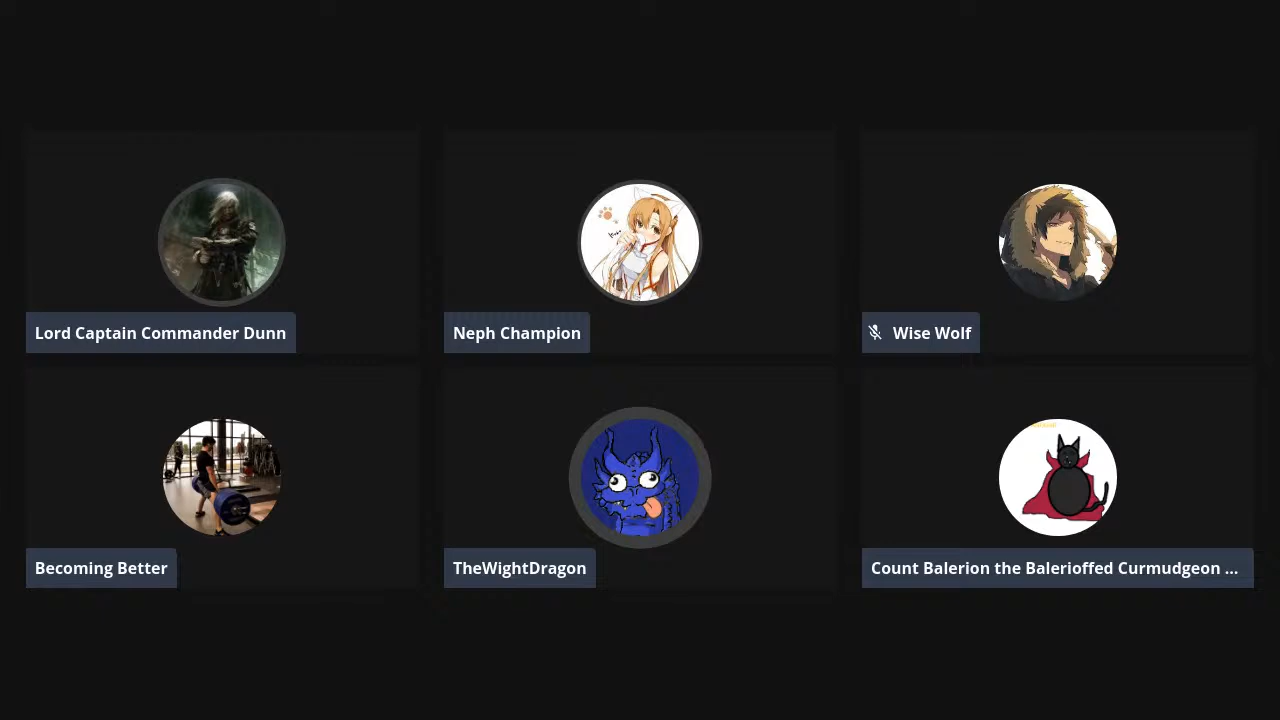 Lord Captain Commander Dunn
Neph Champion
Wise Wolf
Becoming Better
TheWightDragon
Count Balerion the Balerioffed Curmudgeon ...